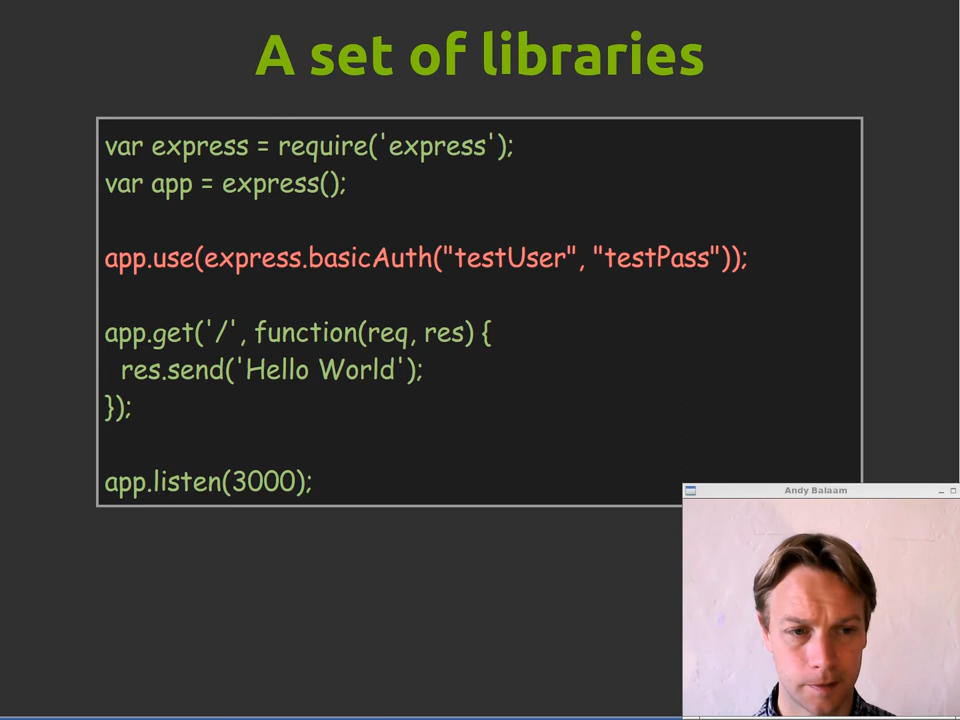 A set of libraries
var express = require('express');
var app = express();
app.use(express.basicAuth("testUser", "testPass"));
app.get('/', function(req, res) {
res.send('Hello World');
});
app.listen(3000);
Andy Balaam